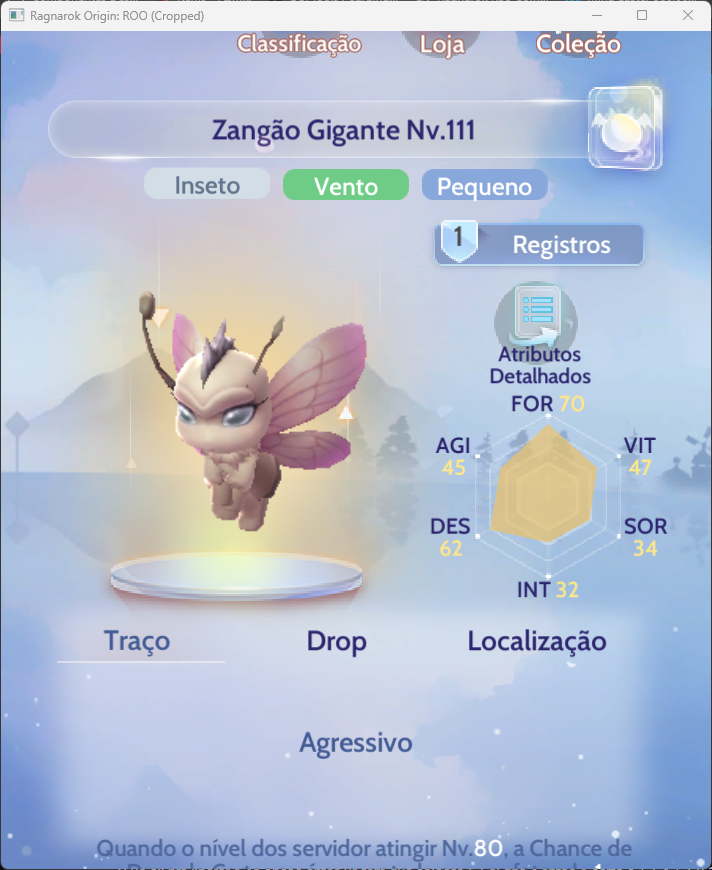 Ragnarok Origin: ROO (Cropped)
Classificação
Loja
Coleção
Zangão Gigante Nv.111
Inseto
Vento
Pequeno
1
Registros
Atributos
Detalhados
FOR 70
AGI
45
VIT
47
DES
62
SOR
34
INT 32
Traço
Drop
Localização
Agressivo
Quando o nível dos servidor atingir Nv.80, a Chance de